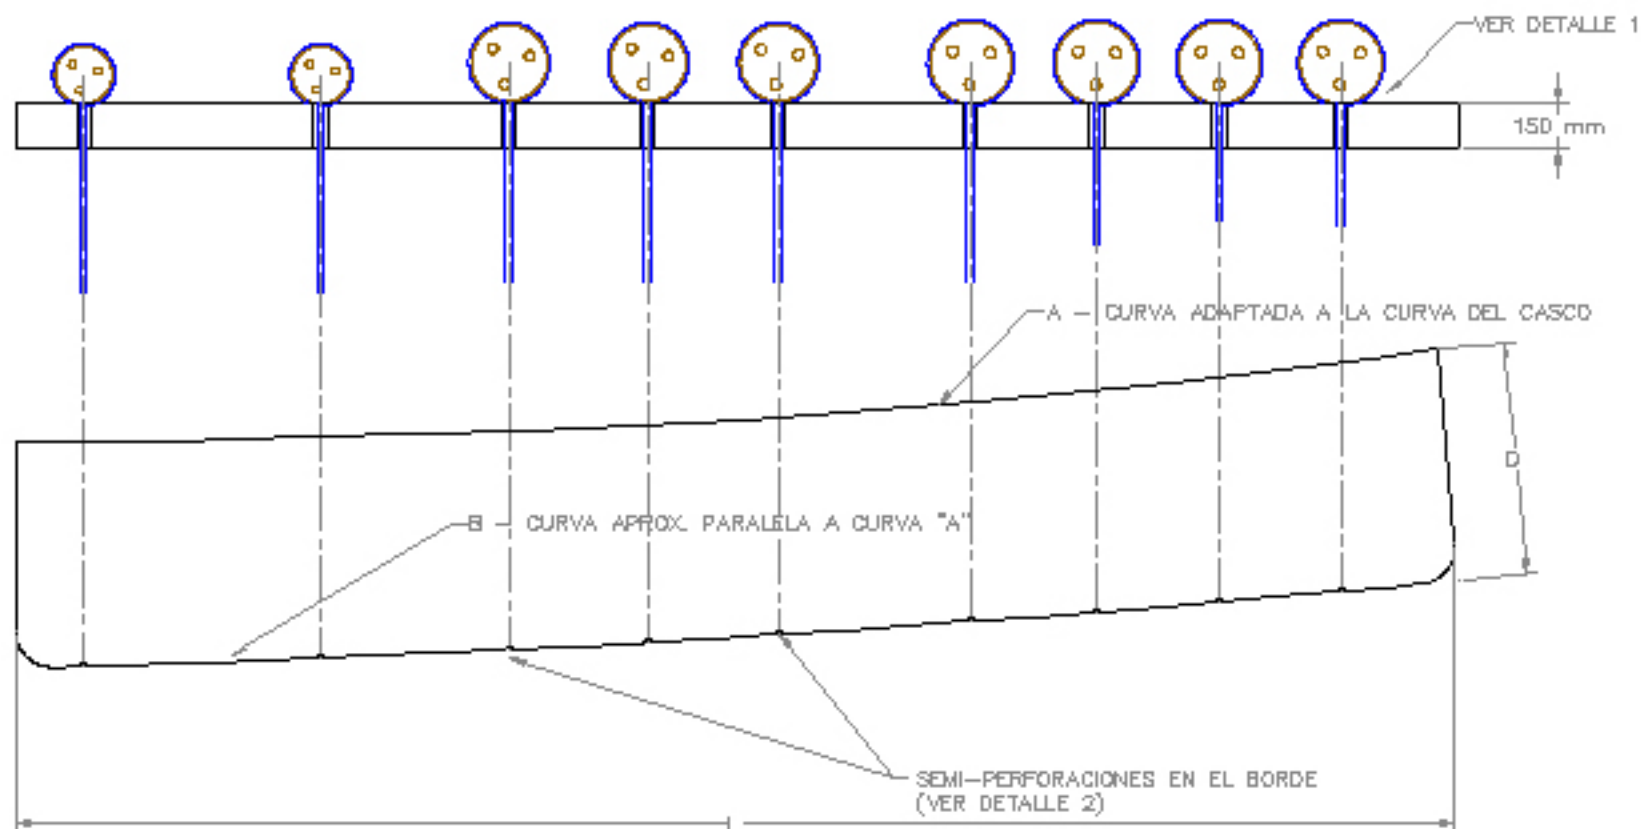 VER DETALLE 1
150 mm
A - CURVA ADAPTADA A LA CURVA DEL CASCO
D
B - CURVA APROX. PARALELA A CURVA "A"
SEMI-PERFORACIONES EN EL BORDE
(VER DETALLE 2)